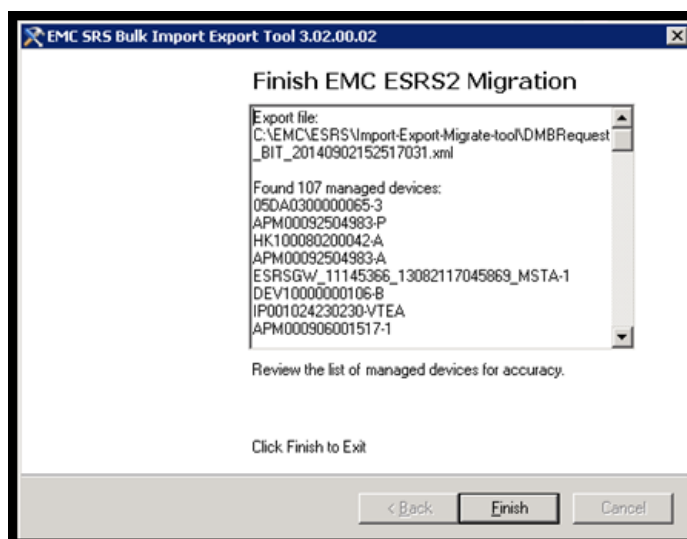 EMC SRS Bulk Import Export Tool 3.02.00.02
Finish EMC ESRS2 Migration
Export file:
C:\EMC\ESRS\Import-Export-Migrate-tool\DMBRequest
_BIT_20140902152517031.xml
Found 107 managed devices:
05DA0300000065-3
APM00092504983-P
HK100080200042-A
APM00092504983-A
ESRSGW_11145366_13082117045869_MSTA-1
DEV10000000106-B
IP001024230230-VTEA
APM000906001517-1
Review the list of managed devices for accuracy.
Click Finish to Exit
< Back
Finish
Cancel